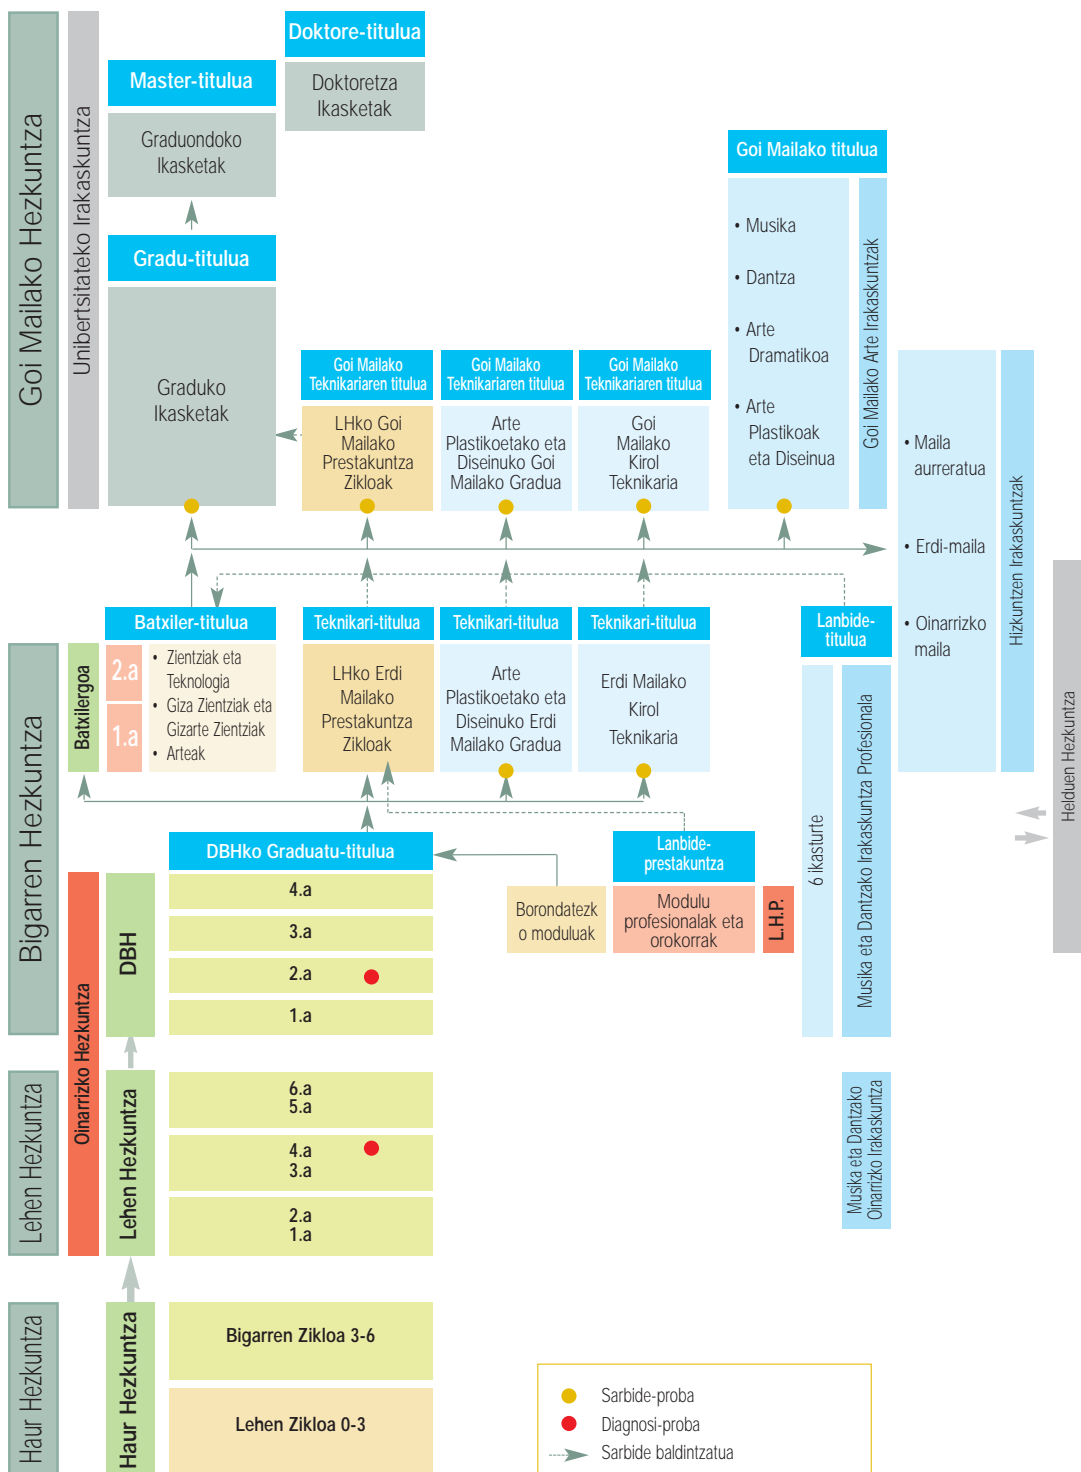 Doktore-titulua
Doktoretza
Ikasketak
Master-titulua
Graduondoko
Ikasketak
Gradu-titulua
Graduko
Ikasketak
Goi Mailako Hezkuntza
Unibertsitateko Irakaskuntza
Goi Mailako
Teknikariaren titulua
LHko Goi
Mailako
Prestakuntza
Zikloak
Goi Mailako
Teknikariaren titulua
Arte
Plastikoetako eta
Diseinuko Goi
Mailako Gradua
Goi Mailako
Teknikariaren titulua
Goi
Mailako
Kirol
Teknikaria
Goi Mailako titulua
• Musika
• Dantza
• Arte
Dramatikoa
• Arte
Plastikoak
eta Diseinua
Goi Mailako Arte Irakaskuntzak
• Maila
aurreratua
• Erdi-maila
• Oinarrizko
maila
Hizkuntzen Irakaskuntzak
Helduen Hezkuntza
Bigarren Hezkuntza
Batxilergoa
2.a
1.a
Batxiler-titulua
• Zientziak eta
Teknologia
• Giza Zientziak eta
Gizarte Zientziak
• Arteak
Teknikari-titulua
LHko Erdi
Mailako
Prestakuntza
Zikloak
Teknikari-titulua
Arte
Plastikoetako eta
Diseinuko Erdi
Mailako Gradua
Teknikari-titulua
Erdi Mailako
Kirol
Teknikaria
Lanbide-
titulua
6 ikasturte
Musika eta Dantzako Irakaskuntza Profesionala
DBHko Graduatu-titulua
4.a
3.a
2.a
1.a
DBH
Oinarrizko Hezkuntza
Borondatezk
o moduluak
Lanbide-
prestakuntza
Modulu
profesionalak eta
orokorrak
L.H.P.
Lehen Hezkuntza
Lehen Hezkuntza
6.a
5.a
4.a
3.a
2.a
1.a
Musika eta Dantzako
Oinarrizko Irakaskuntza
Haur Hezkuntza
Haur Hezkuntza
Bigarren Zikloa 3-6
Lehen Zikloa 0-3
Sarbide-proba
Diagnosi-proba
Sarbide baldintzatua